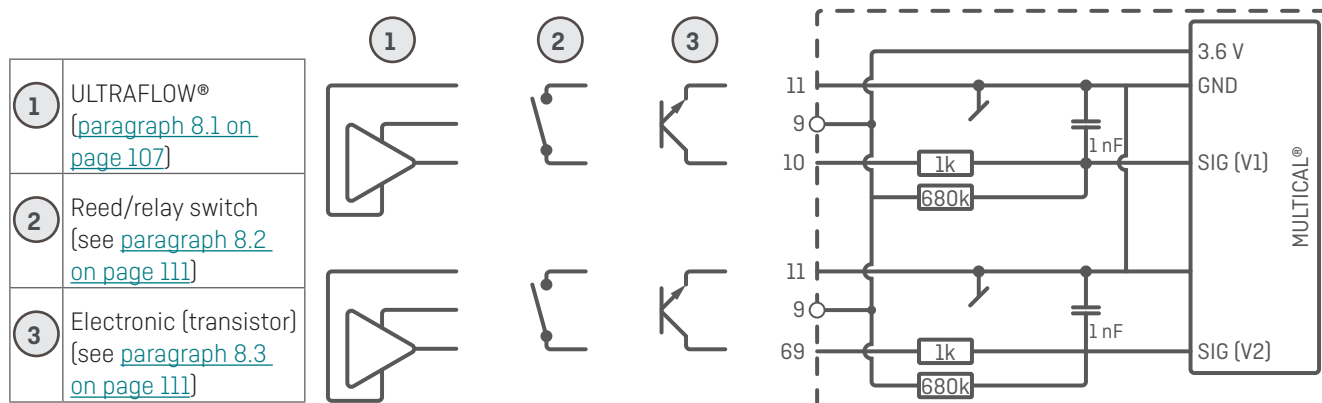 1
ULTRAFLOW®
(paragraph 8.1 on
page 107)
2
Reed/relay switch
(see paragraph 8.2
on page 111)
3
Electronic (transistor)
(see paragraph 8.3
on page 111)
1
2
3
11
9
10
1k
680k
1 nF
3.6 V
GND
SIG (V1)
11
9
69
1k
680k
1 nF
SIG (V2)
MULTICAL®